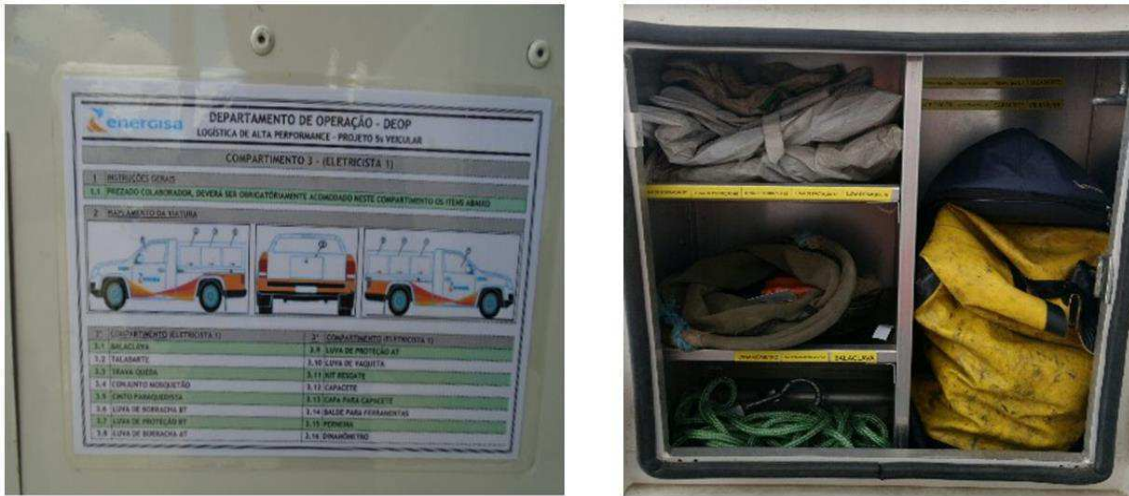 energisa
DEPARTAMENTO DE OPERAÇÃO - DEOP
LOGÍSTICA DE ALTA PERFORMANCE - PROJETO 5s VEICULAR
COMPARTIMENTO 3 - (ELETRICISTA 1)
1 INSTRUÇÕES GERAIS
1.1 PREZADO COLABORADOR, DEVERÁ SER OBRIGATÓRIAMENTE ACOMODADO NESTE COMPARTIMENTO OS ITENS ABAIXO
2 MAPEAMENTO DA VIATURA
3° COMPARTIMENTO (ELETRICISTA 1)
3.1 BALACLAVA
3.2 TALABARTE
3.3 TRAVA QUEDA
3.4 CONJUNTO MOSQUETÃO
3.5 CINTO PARAQUEDISTA
3.6 LUVA DE BORRACHA BT
3.7 LUVA DE PROTEÇÃO BT
3.8 LUVA DE BORRACHA AT
3° COMPARTIMENTO (ELETRICISTA 1)
3.9 LUVA DE PROTEÇÃO AT
3.10 LUVA DE VAQUETA
3.11 KIT RESGATE
3.12 CAPACETE
3.13 CAPA PARA CAPACETE
3.14 BALDE PARA FERRAMENTAS
3.15 PERNEIRA
3.16 DINAMÔMETRO
BALACLAVA